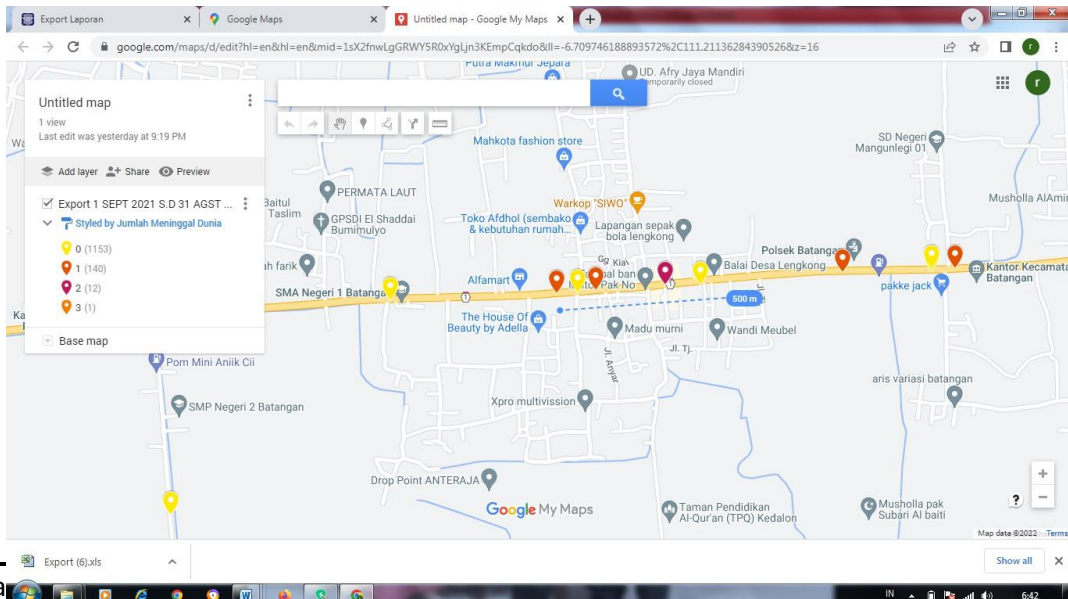 Export Laporan
Google Maps
Untitled map - Google My Maps
google.com/maps/d/edit?hl=en&hl=en&mid=1sX2fnwLgGRWY5R0xYgLjn3KEmpCqkdo&ll=-6.709746188893572%2C111.211362843905268&z=16
Untitled map
1 view
Last edit was yesterday at 9:19 PM
Add layer
Share
Preview
Export 1 SEPT 2021 S.D 31 AGST ...
Styled by Jumlah Meninggal Dunia
0 (1153)
1 (140)
2 (12)
3 (1)
Base map
Putra Makmur Jepara
UD. Afry Jaya Mandiri
Temporarily closed
r
Mahkota fashion store
SD Negeri
Mangunlegi 01
PERMATA LAUT
Baitul
Taslim
GPSDI El Shaddai
Bumimulyo
Warkop "SIWO"
Toko Afdhol (sembako
& kebutuhan rumah...
Lapangan sepak
bola lengkong
Musholla AlAmin
Polsek Batangan
Balai Desa Lengkong
Alfamart
SMA Negeri 1 Batangan
pakke jack
Kantor Kecamata
Batangan
500 m
The House Of
Beauty by Adella
Madu murni
Wandi Meubel
Jl. Tj.
Jl. Anyar
Pom Mini Aniik Cii
SMP Negeri 2 Batangan
Xpro multivission
aris variasi batangan
Drop Point ANTERAJA
Google My Maps
Taman Pendidikan
Al-Qur'an (TPQ) Kedalon
Musholla pak
Subari Al baiti
Map data ©2022
Terms
Export (6).xls
Show all
IN
6:42